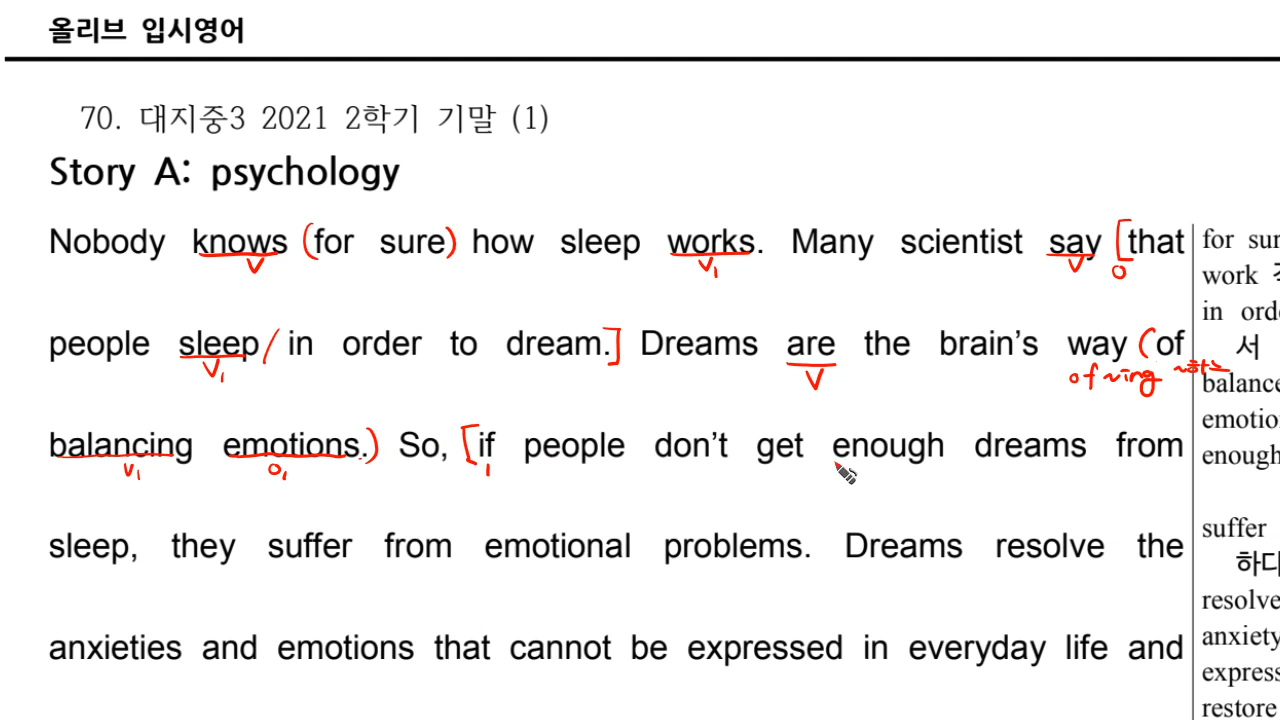 올리브 입시영어
70. 대지중3 2021 2학기 기말 (1)
Story A: psychology
Nobody knows (for sure) how sleep works. Many scientist say [that
V V₁ V O
people sleep / in order to dream.] Dreams are the brain's way (of
V₁ V of ~ing ~하는
balancing emotions.) So, [if people don't get enough dreams from
V₁ O₁ 1
sleep, they suffer from emotional problems. Dreams resolve the
anxieties and emotions that cannot be expressed in everyday life and
for
work
in
서
emotio
enough
suffer
하다
resolve
anxiety
express
restore